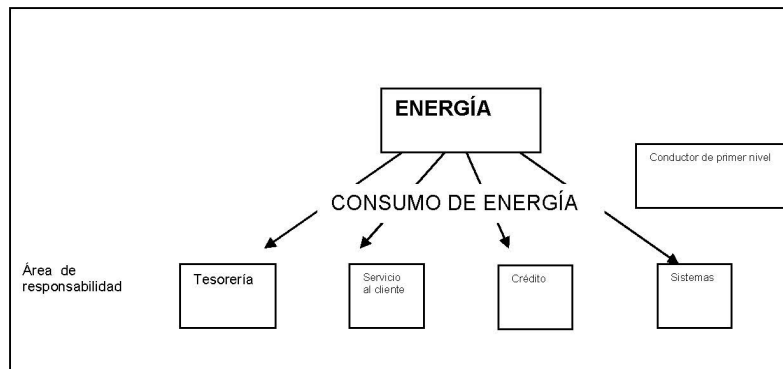 ENERGÍA
Conductor de primer nivel
CONSUMO DE ENERGÍA
Área de
responsabilidad
Tesorería
Servicio
al cliente
Crédito
Sistemas